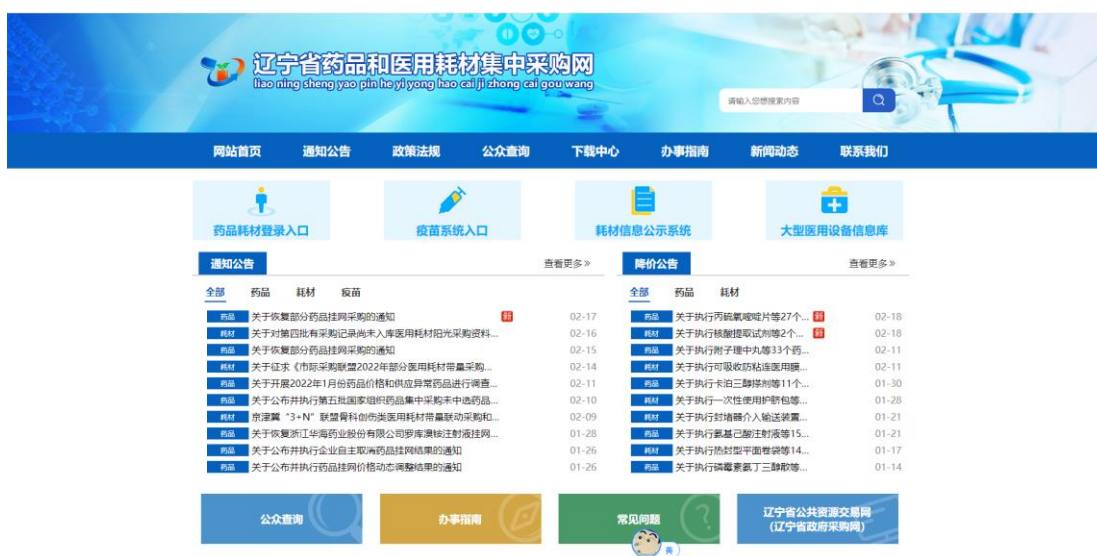 辽宁省药品和医用耗材集中采购网
liao ning sheng yao pin he yi yong hao cai ji zhong cai gou wang
请输入您想搜索内容
网站首页 通知公告 政策法规 公众查询 下载中心 办事指南 新闻动态 联系我们
药品耗材登录入口 疫苗系统入口 耗材信息公示系统 大型医用设备信息库
通知公告 查看更多»
全部 药品 耗材 疫苗
药品 关于恢复部分药品挂网采购的通知 新 02-17
耗材 关于对第四批有采购记录尚未入库医用耗材阳光采购资料... 02-16
药品 关于恢复部分药品挂网采购的通知 02-15
耗材 关于征求《市际采购联盟2022年部分医用耗材带量采购... 02-14
药品 关于开展2022年1月份药品价格和供应异常药品进行调查... 02-11
药品 关于公布并执行第五批国家组织药品集中采购未中选药品... 02-10
耗材 京津冀“3+N”联盟骨科创伤类医用耗材带量联动采购和... 02-09
药品 关于恢复浙江华海药业股份有限公司罗库溴铵注射液挂网... 01-28
药品 关于公布并执行企业自主取消药品挂网结果的通知 01-26
药品 关于公布并执行药品挂网价格动态调整结果的通知 01-26
降价公告 查看更多»
全部 药品 耗材
药品 关于执行丙硫氧嘧啶片等27个... 新 02-18
耗材 关于执行核酸提取试剂等2个... 新 02-18
药品 关于执行附子理中丸等33个药... 02-11
耗材 关于执行可吸收防粘连医用膜... 02-11
药品 关于执行卡泊三醇搽剂等11个... 01-30
耗材 关于执行一次性使用护脐包等... 01-28
耗材 关于执行封堵器介入输送装置... 01-21
药品 关于执行氨基己酸注射液等15... 01-21
耗材 关于执行热封型平面卷袋等14... 01-17
药品 关于执行磷霉素氨丁三醇散等... 01-14
公众查询 办事指南 常见问题 辽宁省公共资源交易网
(辽宁省政府采购网)
英